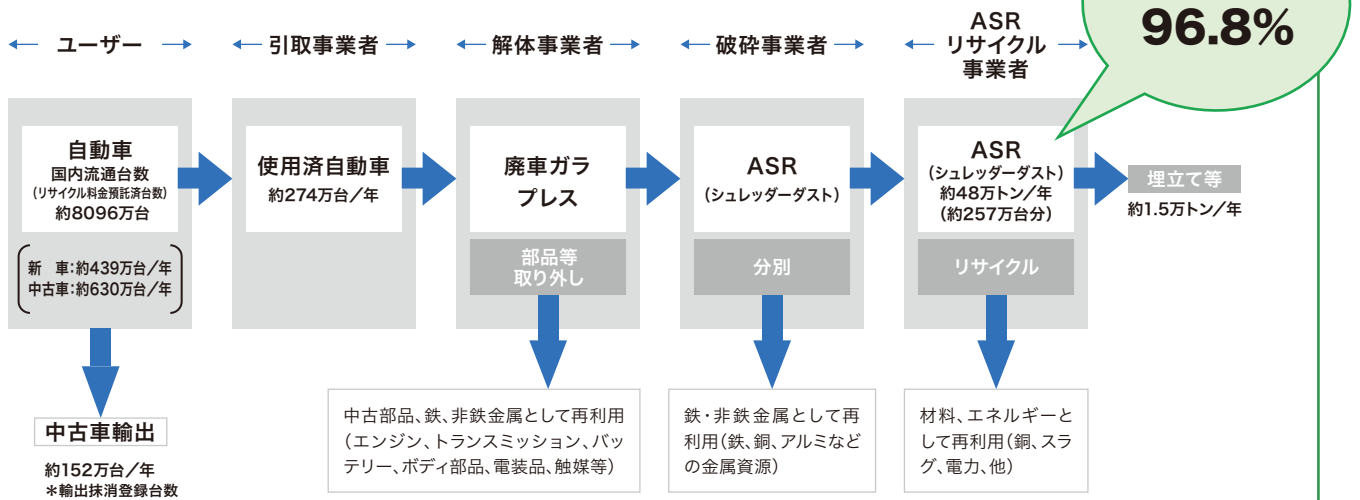 ユーザー
引取事業者
解体事業者
破砕事業者
ASR
リサイクル
事業者
96.8%
自動車
国内流通台数
(リサイクル料金預託済台数)
約8096万台
新　車:約439万台／年
中古車:約630万台／年
中古車輸出
約152万台／年
＊輸出抹消登録台数
使用済自動車
約274万台／年
廃車ガラ
プレス
部品等
取り外し
中古部品、鉄、非鉄金属として再利用
(エンジン、トランスミッション、バッ
テリー、ボディ部品、電装品、触媒等)
ASR
(シュレッダーダスト)
分別
鉄・非鉄金属として再
利用(鉄、銅、アルミなど
の金属資源)
ASR
(シュレッダーダスト)
約48万トン／年
(約257万台分)
リサイクル
材料、エネルギーと
して再利用(銅、スラ
グ、電力、他)
埋立て等
約1.5万トン／年